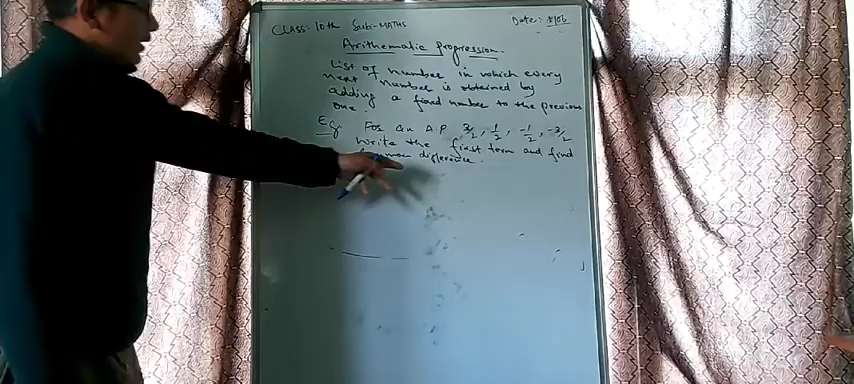 CLASS: 10th Sub-MATHS Date:
Arithematic Progression.
List of number in which every
next number is obtained by
adding a fixed number to the previous
one.
Eg For an A.P 3/2, 1/2, -1/2, -3/2
Write the first term and find
common difference.